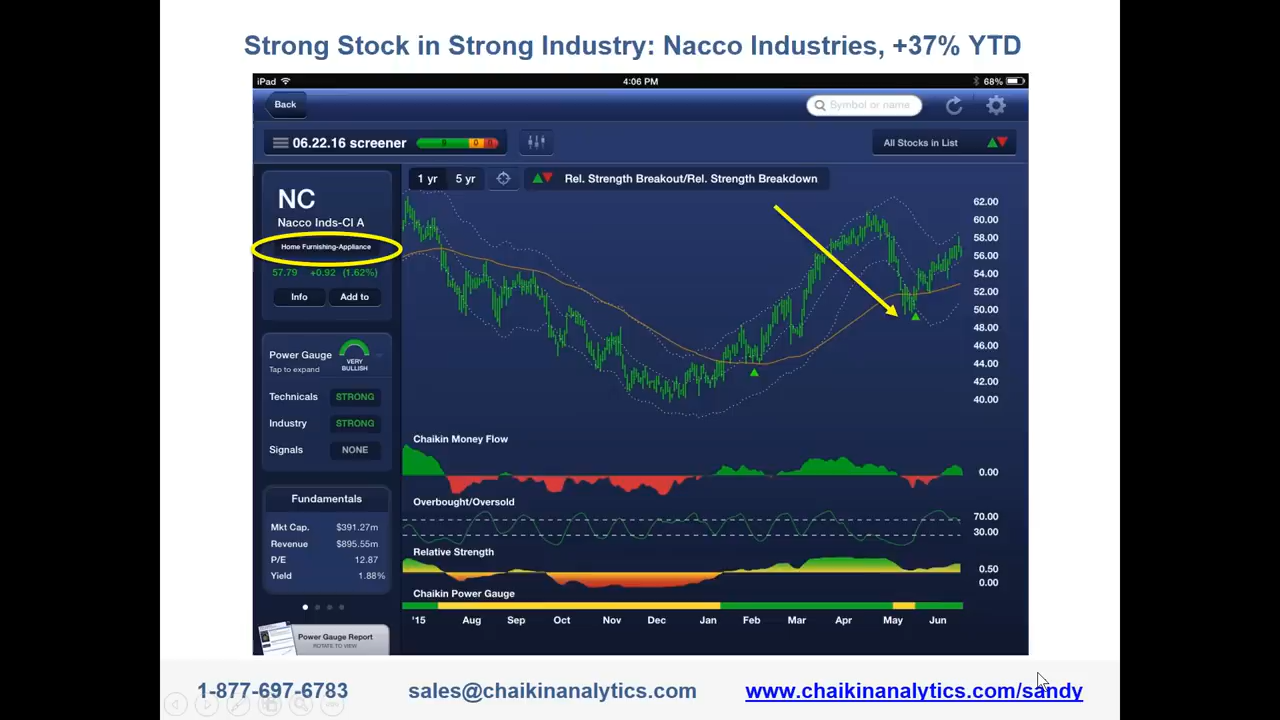 Strong Stock in Strong Industry: Nacco Industries, +37% YTD
iPad
4:06 PM
68%
Back
Symbol or name
06.22.16 screener
All Stocks in List
NC
Nacco Inds-Cl A
Home Furnishing-Appliance
57.79 +0.92 (1.62%)
Info
Add to
Power Gauge
Tap to expand
VERY
BULLISH
Technicals STRONG
Industry STRONG
Signals NONE
Fundamentals
Mkt Cap. $391.27m
Revenue $895.55m
P/E 12.87
Yield 1.88%
Power Gauge Report
ROTATE TO VIEW
1 yr
5 yr
Rel. Strength Breakout/Rel. Strength Breakdown
62.00
60.00
58.00
56.00
54.00
52.00
50.00
48.00
46.00
44.00
42.00
40.00
Chaikin Money Flow
0.00
Overbought/Oversold
70.00
30.00
Relative Strength
0.50
0.00
Chaikin Power Gauge
'15 Aug Sep Oct Nov Dec Jan Feb Mar Apr May Jun
1-877-697-6783
sales@chaikinanalytics.com
www.chaikinanalytics.com/sandy